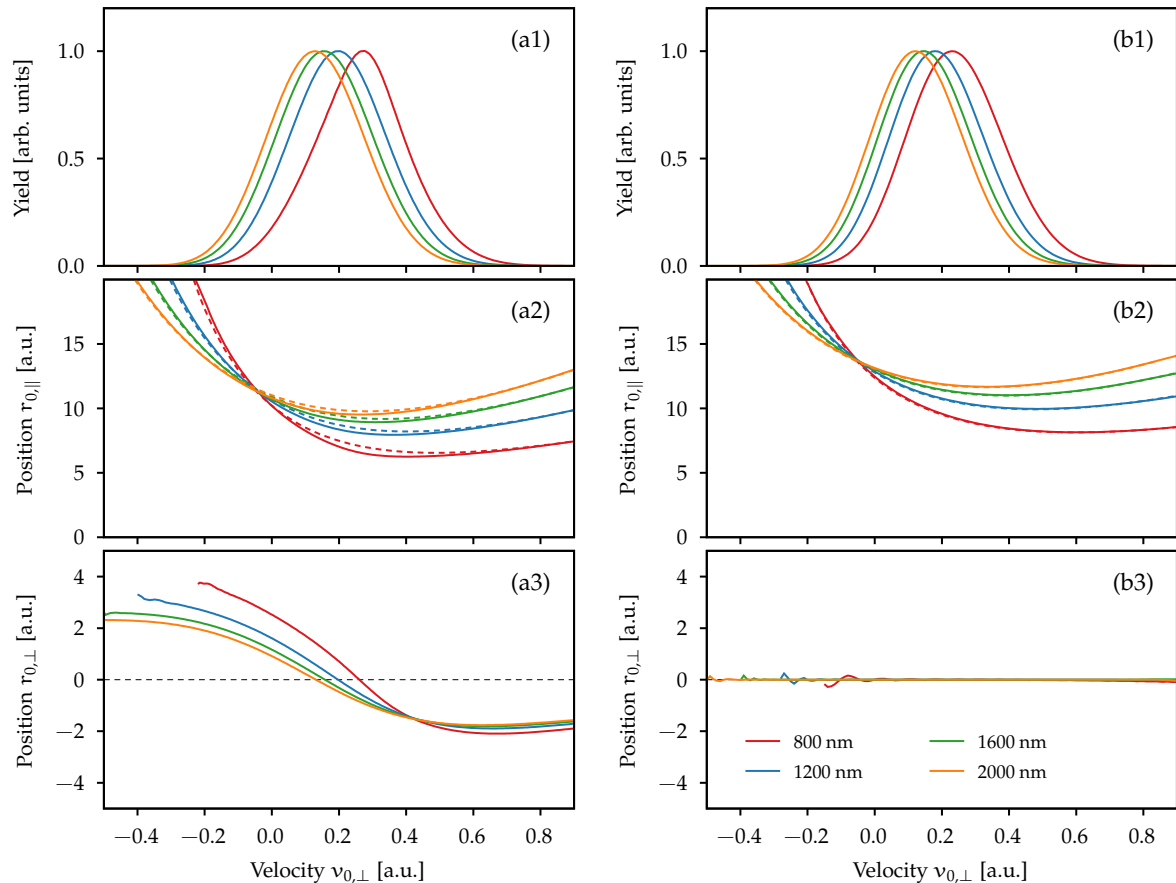 (a1)
Yield [arb. units]
1.0
0.5
0.0
(b1)
Yield [arb. units]
1.0
0.5
0.0
(a2)
Position r0,|| [a.u.]
15
10
5
0
(b2)
Position r0,|| [a.u.]
15
10
5
0
(a3)
Position r0,⊥ [a.u.]
4
2
0
−2
−4
−0.4 −0.2 0.0 0.2 0.4 0.6 0.8
Velocity v0,⊥ [a.u.]
(b3)
Position r0,⊥ [a.u.]
4
2
0
−2
−4
800 nm
1200 nm
1600 nm
2000 nm
−0.4 −0.2 0.0 0.2 0.4 0.6 0.8
Velocity v0,⊥ [a.u.]